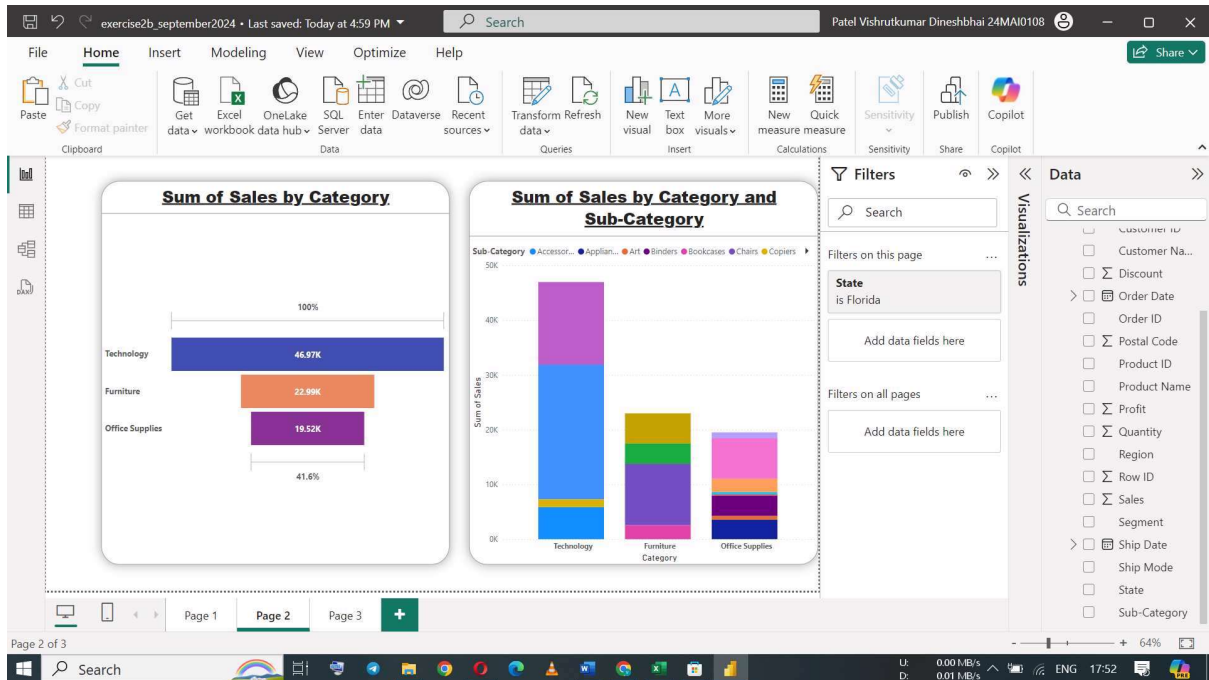 exercise2b_september2024 • Last saved: Today at 4:59 PM
Search
Patel Vishrutkumar Dineshbhai 24MAI0108
File Home Insert Modeling View Optimize Help
Share
Paste
Cut
Copy
Format painter
Clipboard
Get data
Excel workbook
OneLake data hub
SQL Server
Enter data
Dataverse
Recent sources
Data
Transform data
Refresh
Queries
New visual
Text box
More visuals
Insert
New measure
Quick measure
Calculations
Sensitivity
Sensitivity
Publish
Share
Copilot
Copilot
Sum of Sales by Category
100%
Technology 46.97K
Furniture 22.99K
Office Supplies 19.52K
41.6%
Sum of Sales by Category and
Sub-Category
Sub-Category Accessor... Applian... Art Binders Bookcases Chairs Copiers
50K
40K
30K
20K
10K
0K
Sum of Sales
Technology Furniture Office Supplies
Category
Filters
Search
Filters on this page ...
State
is Florida
Add data fields here
Filters on all pages ...
Add data fields here
Visualizations
Data
Search
Customer ID
Customer Na...
Discount
Order Date
Order ID
Postal Code
Product ID
Product Name
Profit
Quantity
Region
Row ID
Sales
Segment
Ship Date
Ship Mode
State
Sub-Category
Page 1 Page 2 Page 3 +
Page 2 of 3
- + 64%
Search
U: 0.00 MB/s
D: 0.01 MB/s
ENG 17:52
PRE